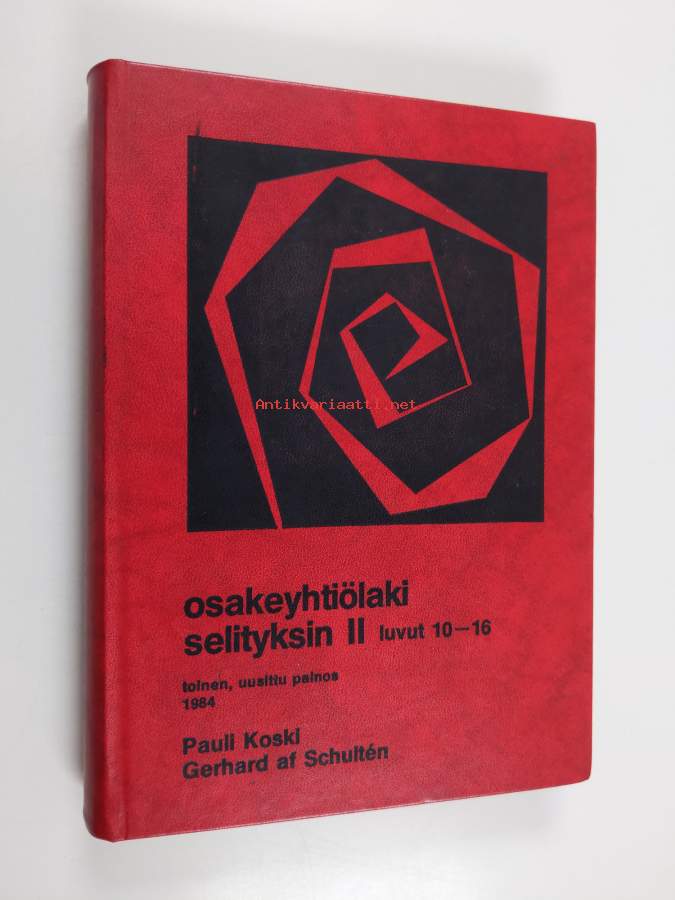 Antikvariaatti.net
osakeyhtiölaki
selityksin II luvut 10—16
toinen, uusittu painos
1984
Pauli Koski
Gerhard af Schultén